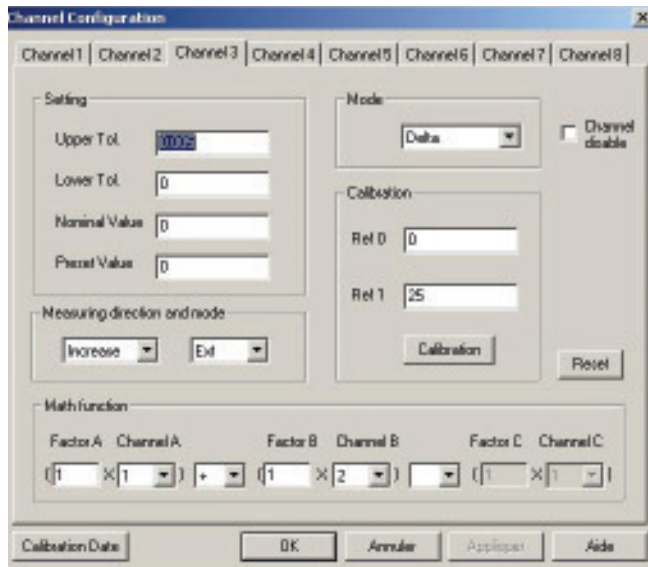 Channel Configuration
Channel 1 Channel 2 Channel 3 Channel 4 Channel 5 Channel 6 Channel 7 Channel 8
Setting
Upper Tol. 0.005
Lower Tol. 0
Nominal Value 0
Preset Value 0
Mode
Delta
Channel disable
Calibration
Ref 0 0
Ref 1 25
Calibration
Measuring direction and mode
Increase Ext
Reset
Math function
Factor A Channel A Factor B Channel B Factor C Channel C
(1 X 1 ) + (1 X 2 ) (1 X 1 )
Calibration Date OK Annuler Appliquer Aide